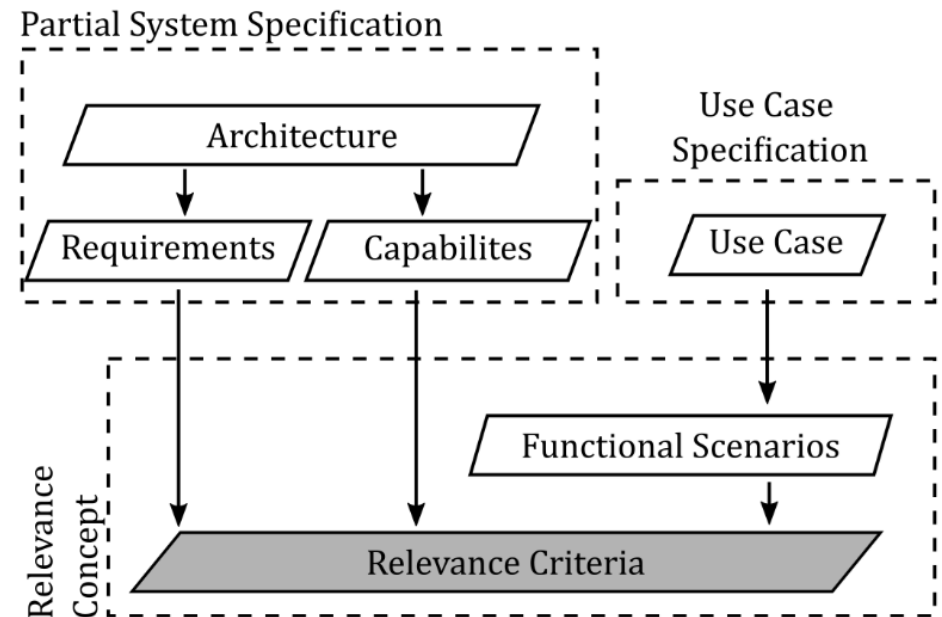 Partial System Specification
Architecture
Requirements
Capabilites
Use Case
Specification
Use Case
Functional Scenarios
Relevance Criteria
Relevance
Concept